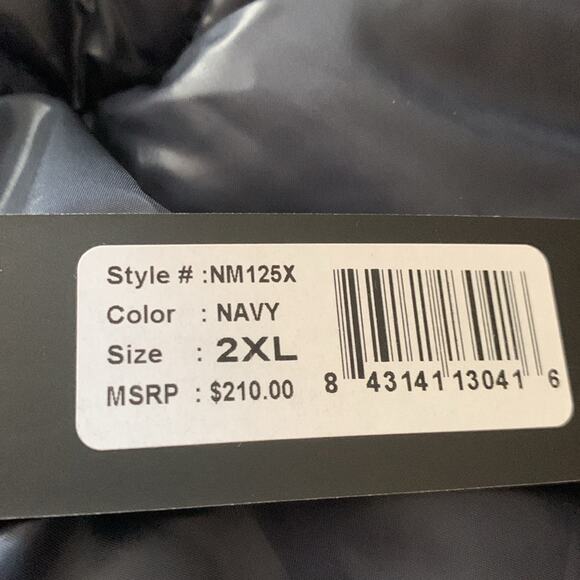 Style # :NM125X
Color : NAVY
Size : 2XL
MSRP : $210.00
8 43141 13041 6